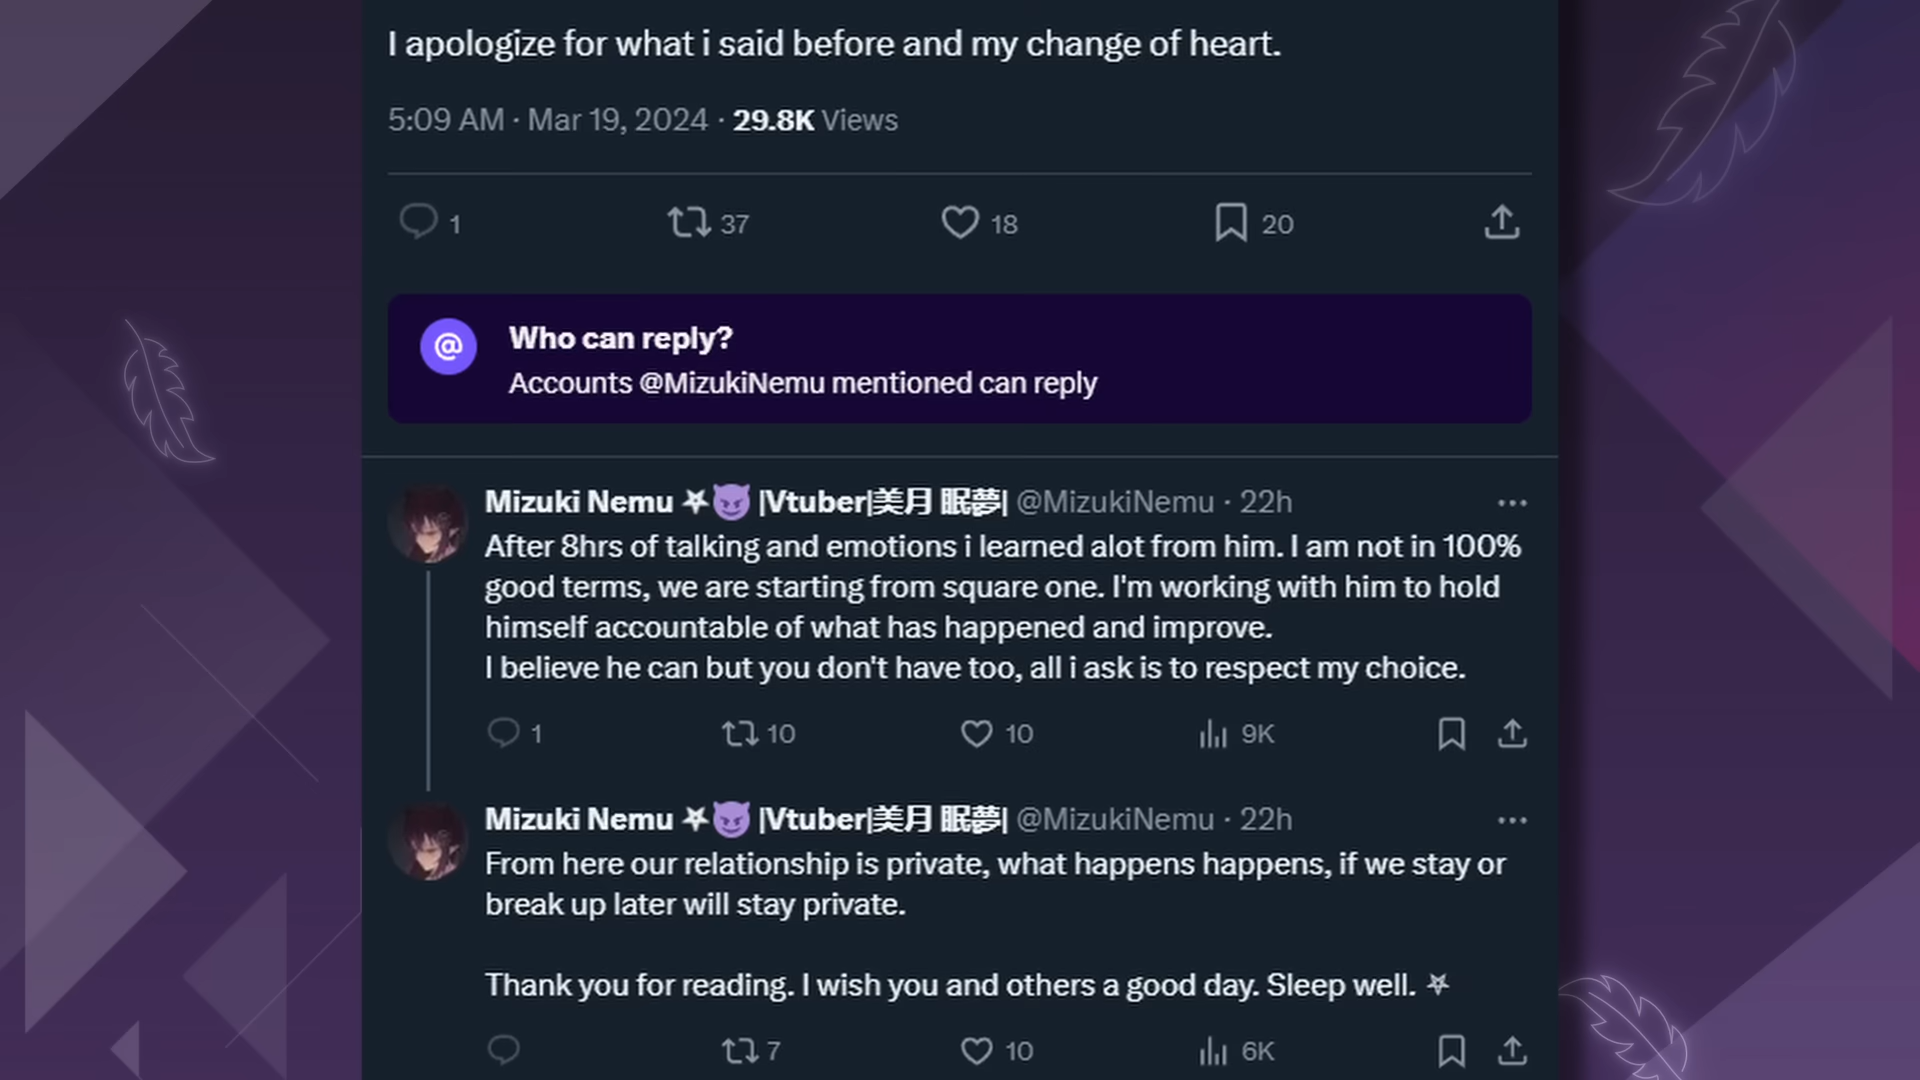 I apologize for what i said before and my change of heart.
5:09 AM · Mar 19, 2024 · 29.8K Views
1 37 18 20
@ Who can reply?
Accounts @MizukiNemu mentioned can reply
Mizuki Nemu ⛧😈 |Vtuber|美月 眠夢| @MizukiNemu · 22h
After 8hrs of talking and emotions i learned alot from him. I am not in 100%
good terms, we are starting from square one. I'm working with him to hold
himself accountable of what has happened and improve.
I believe he can but you don't have too, all i ask is to respect my choice.
1 10 10 9K
Mizuki Nemu ⛧😈 |Vtuber|美月 眠夢| @MizukiNemu · 22h
From here our relationship is private, what happens happens, if we stay or
break up later will stay private.
Thank you for reading. I wish you and others a good day. Sleep well. ⛧
7 10 6K